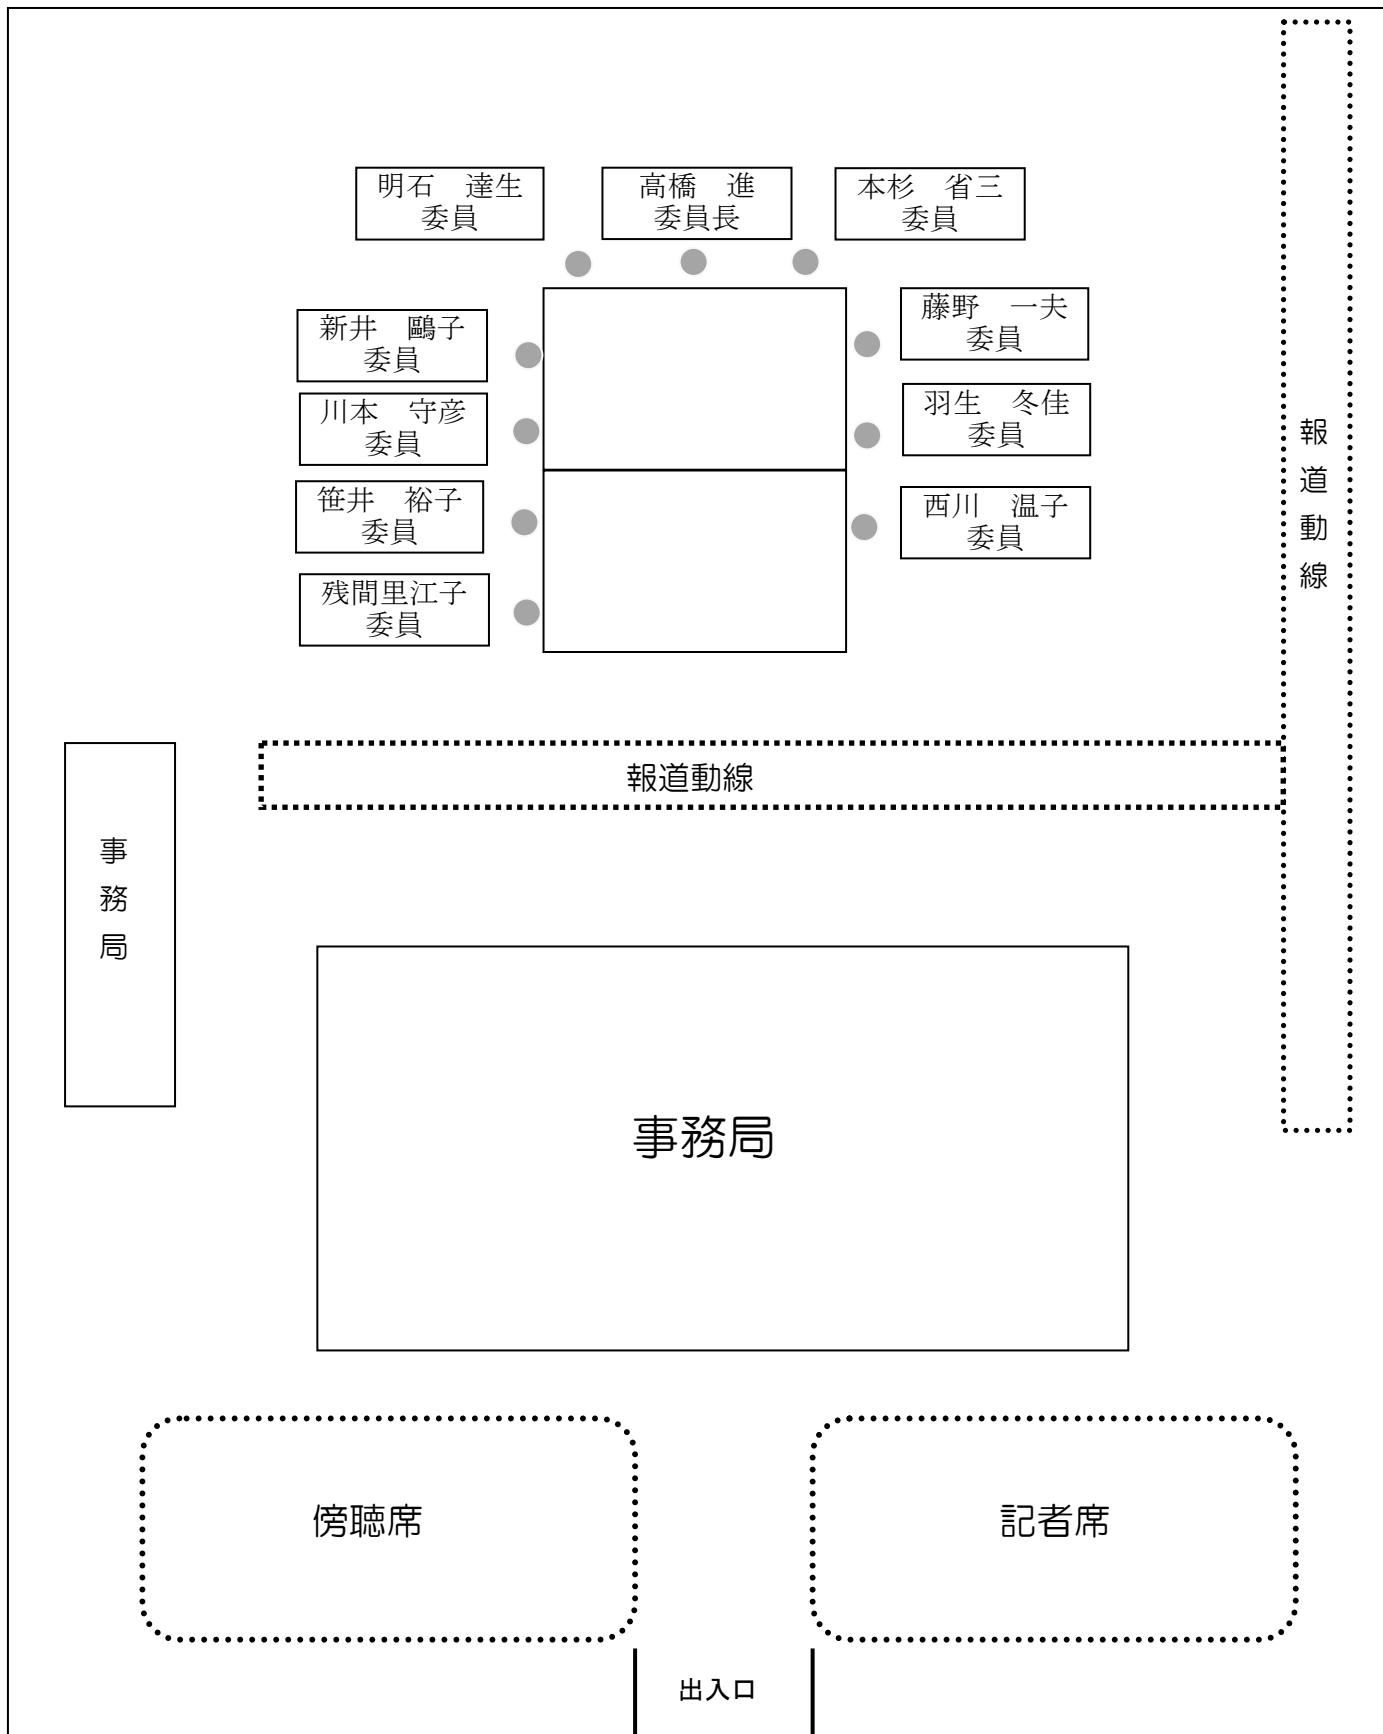 明石　達生
委員
高橋　進
委員長
本杉　省三
委員
新井　鷗子
委員
川本　守彦
委員
笹井　裕子
委員
残間里江子
委員
藤野　一夫
委員
羽生　冬佳
委員
西川　温子
委員
報道動線
報道動線
事務局
事務局
傍聴席
記者席
出入口